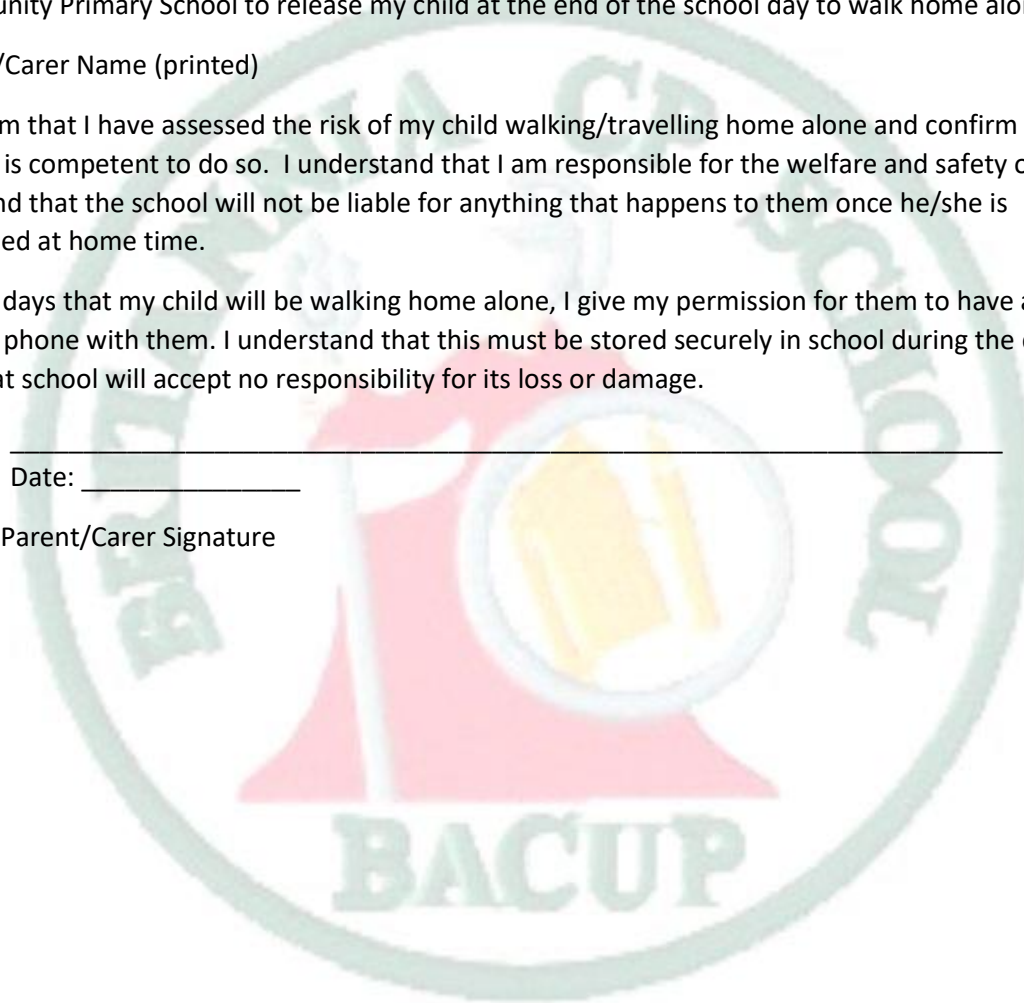 unity Primary School to release my child at the end of the school day to walk home alo
/Carer Name (printed)
m that I have assessed the risk of my child walking/travelling home alone and confirm
is competent to do so. I understand that I am responsible for the welfare and safety o
nd that the school will not be liable for anything that happens to them once he/she is
ed at home time.
days that my child will be walking home alone, I give my permission for them to have a
phone with them. I understand that this must be stored securely in school during the
at school will accept no responsibility for its loss or damage.
Date: _______________
Parent/Carer Signature
BRITANNIA CP SCHOOL
BACUP